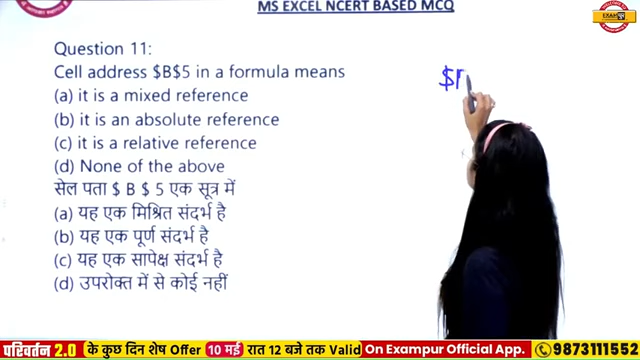 MS EXCEL NCERT BASED MCQ
Question 11:
Cell address $B$5 in a formula means
(a) it is a mixed reference
(b) it is an absolute reference
(c) it is a relative reference
(d) None of the above
सेल पता $ B $ 5 एक सूत्र में
(a) यह एक मिश्रित संदर्भ है
(b) यह एक पूर्ण संदर्भ है
(c) यह एक सापेक्ष संदर्भ है
(d) उपरोक्त में से कोई नहीं
$
परिवर्तन 2.0 के कुछ दिन शेष Offer 10 मई रात 12 बजे तक Valid On Exampur Official App. 9873111552